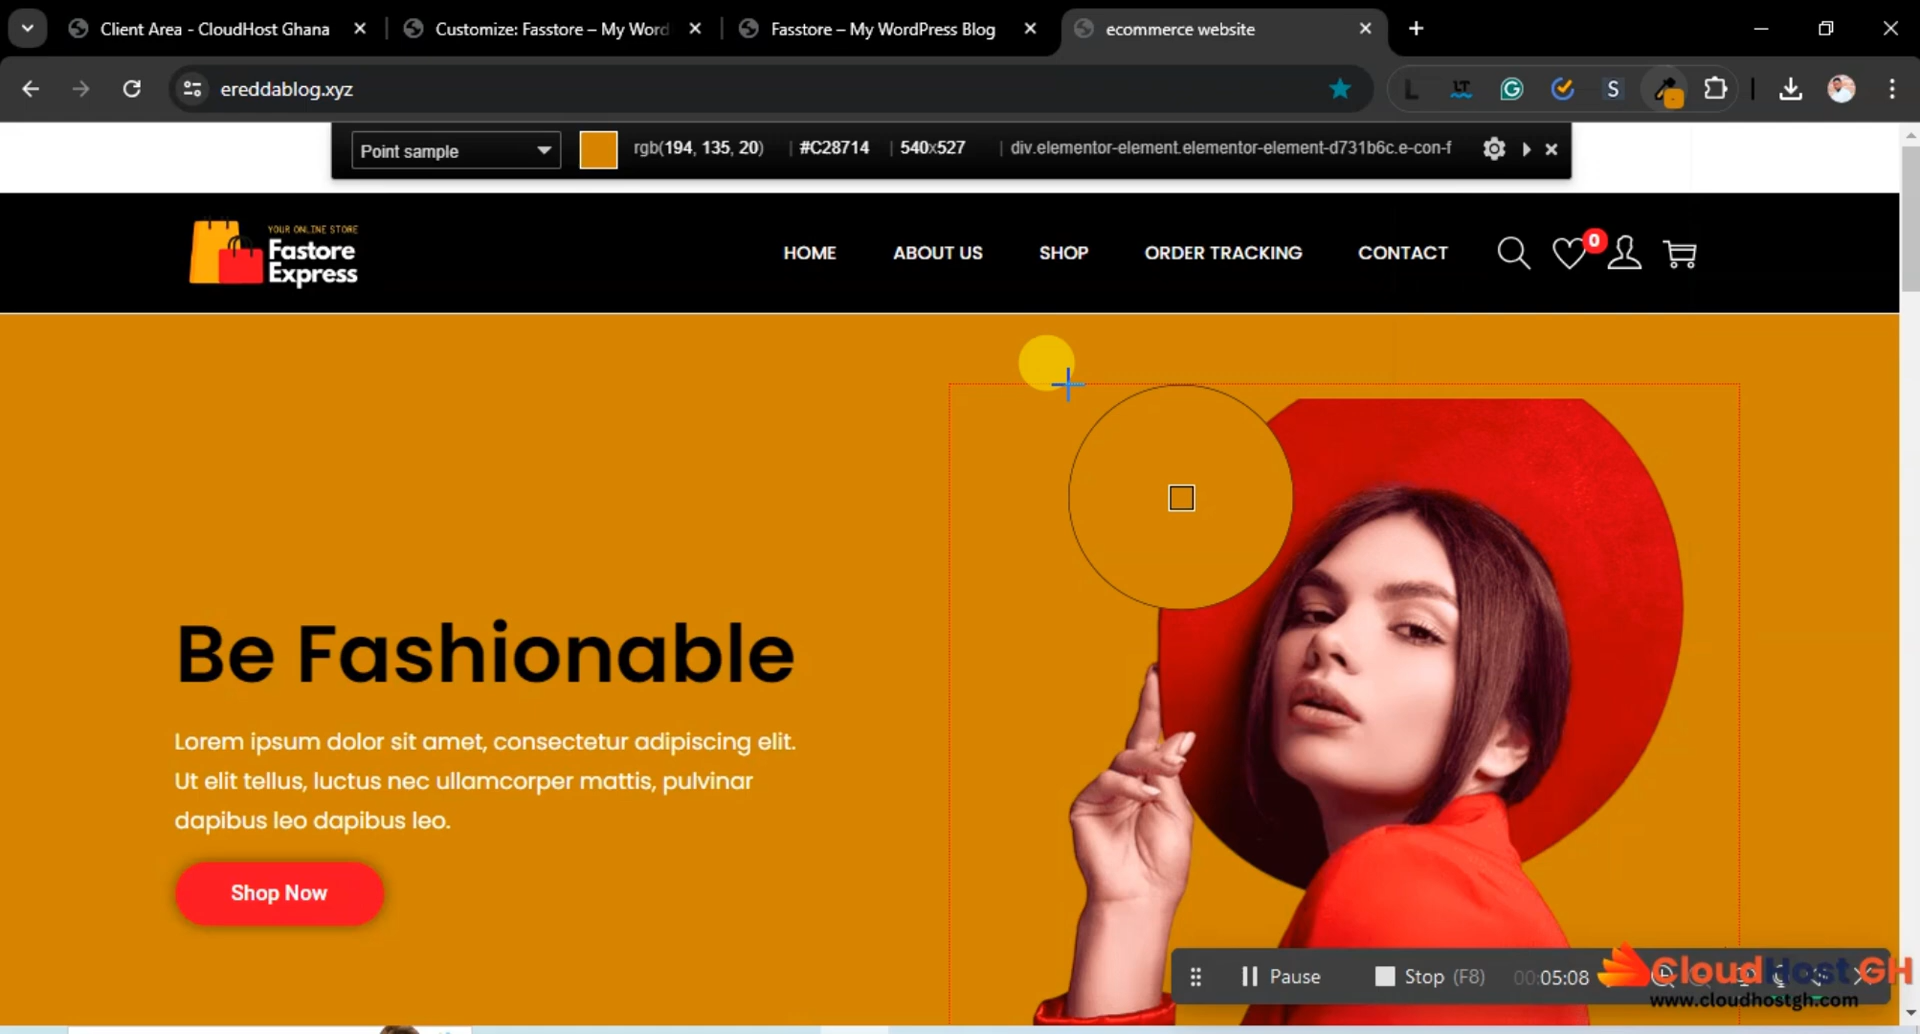 Client Area - CloudHost Ghana
Customize: Fasstore – My Word
Fasstore – My WordPress Blog
ecommerce website
ereddablog.xyz
Point sample
rgb(194, 135, 20) | #C28714 | 540x527 | div.elementor-element.elementor-element-d731b6c.e-con-f
YOUR ONLINE STORE
Fastore
Express
HOME
ABOUT US
SHOP
ORDER TRACKING
CONTACT
0
Be Fashionable
Lorem ipsum dolor sit amet, consectetur adipiscing elit.
Ut elit tellus, luctus nec ullamcorper mattis, pulvinar
dapibus leo dapibus leo.
Shop Now
Pause
Stop (F8)
00:05:08
CloudHost GH
www.cloudhostgh.com